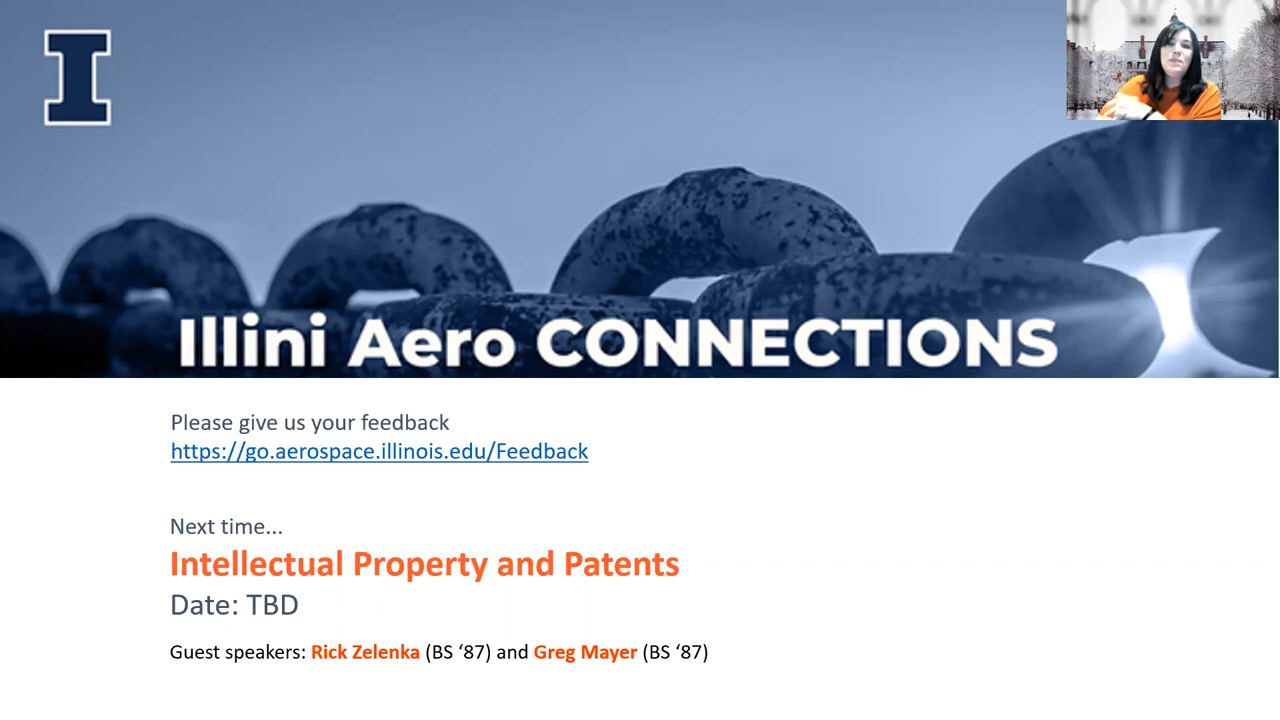 I
Illini Aero CONNECTIONS
Please give us your feedback
https://go.aerospace.illinois.edu/Feedback
Next time...
Intellectual Property and Patents
Date: TBD
Guest speakers: Rick Zelenka (BS ‘87) and Greg Mayer (BS ‘87)